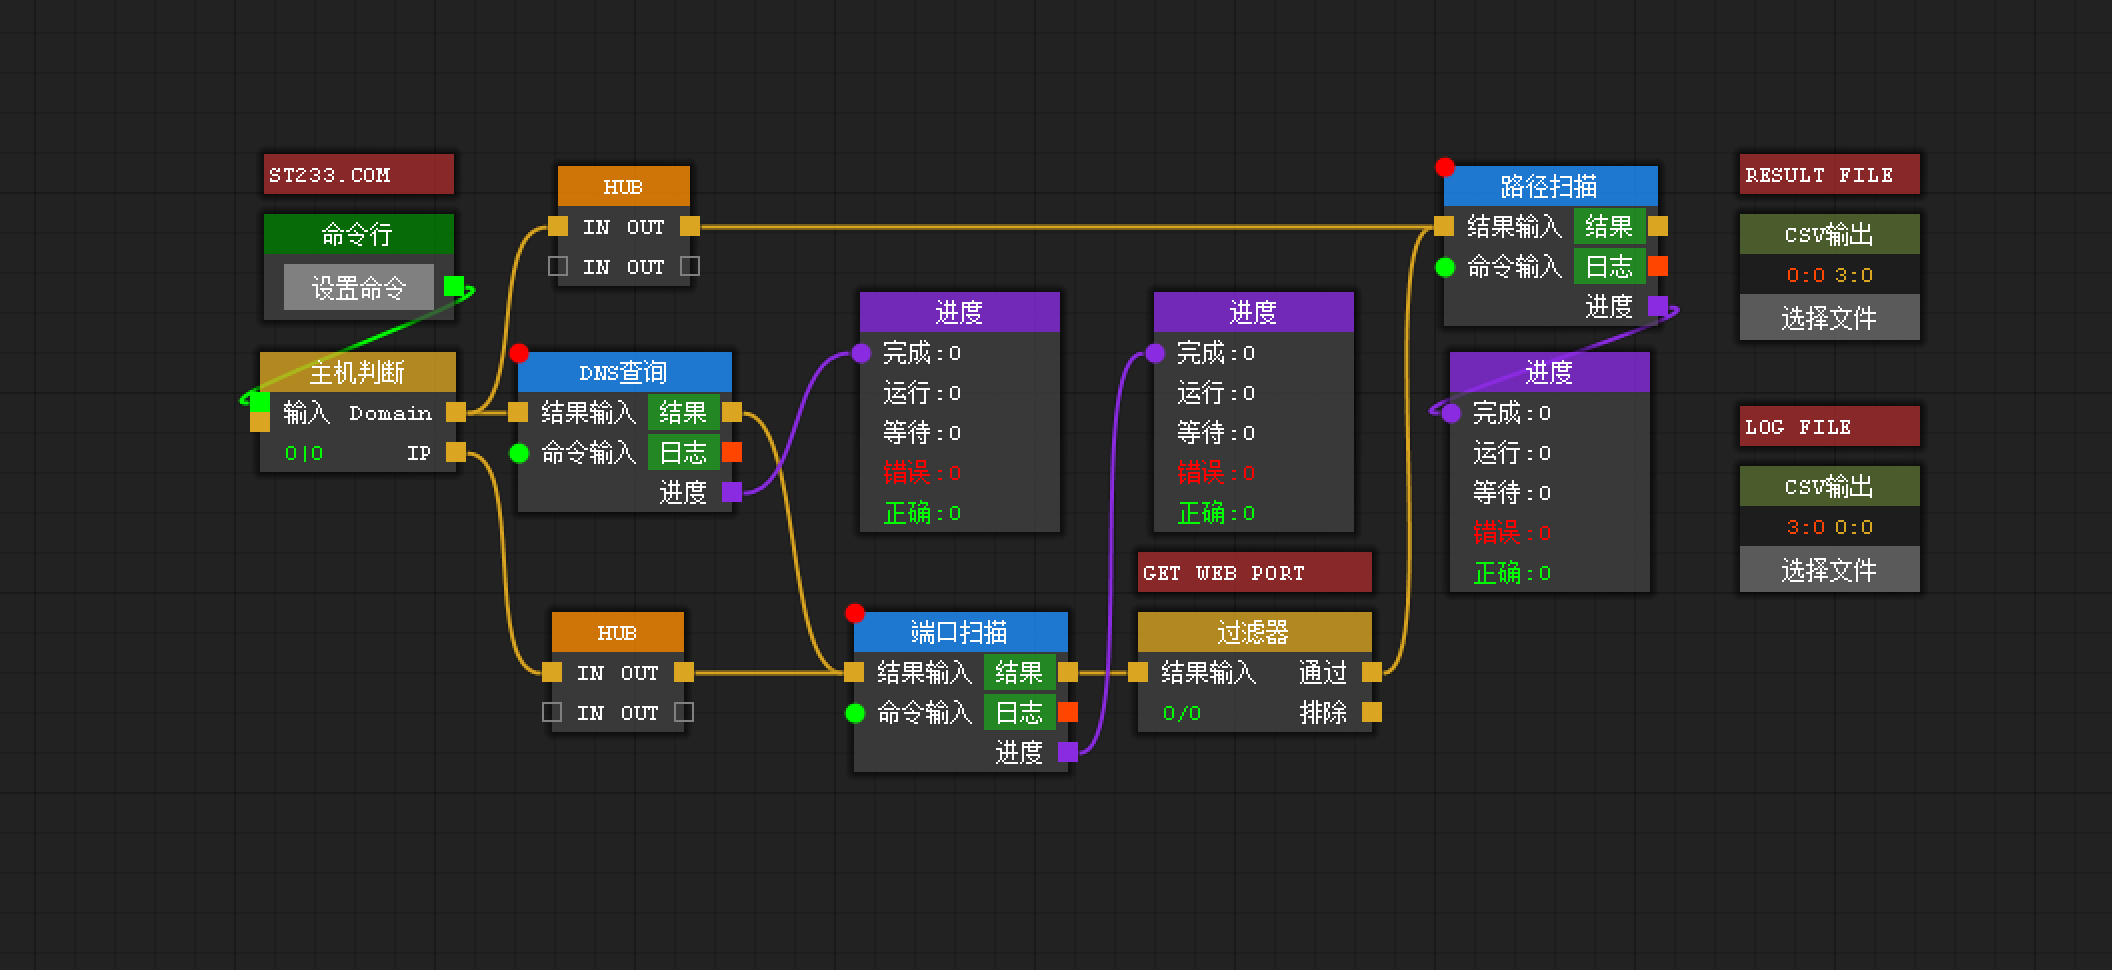 ST233.COM
命令行
设置命令
主机判断
输入 Domain
0|0 IP
HUB
IN OUT
IN OUT
DNS查询
结果输入 结果
命令输入 日志
进度
HUB
IN OUT
IN OUT
进度
完成:0
运行:0
等待:0
错误:0
正确:0
端口扫描
结果输入 结果
命令输入 日志
进度
进度
完成:0
运行:0
等待:0
错误:0
正确:0
GET WEB PORT
过滤器
结果输入 通过
0/0 排除
路径扫描
结果输入 结果
命令输入 日志
进度
进度
完成:0
运行:0
等待:0
错误:0
正确:0
RESULT FILE
CSV输出
0:0 3:0
选择文件
LOG FILE
CSV输出
3:0 0:0
选择文件